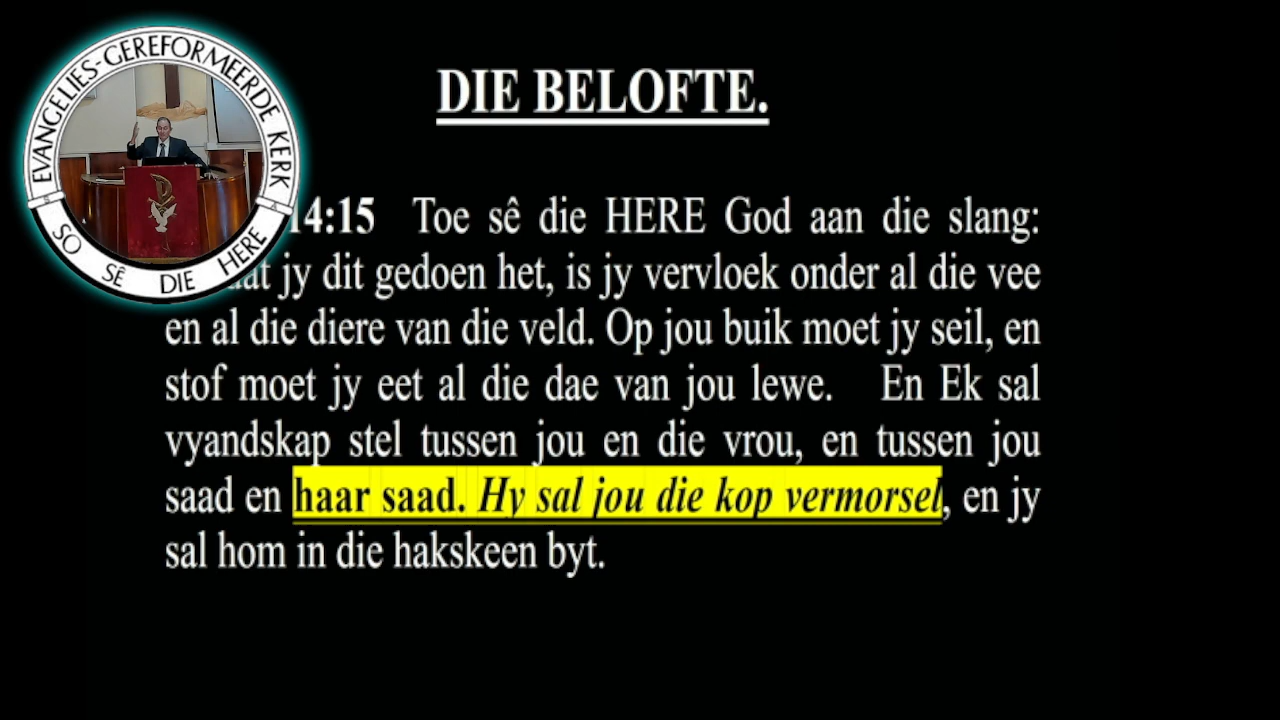 EVANGELIES-GEREFORMEERDE KERK
SO SÊ DIE HERE
DIE BELOFTE.
14:15 Toe sê die HERE God aan die slang:
jy dit gedoen het, is jy vervloek onder al die vee
en al die diere van die veld. Op jou buik moet jy seil, en
stof moet jy eet al die dae van jou lewe. En Ek sal
vyandskap stel tussen jou en die vrou, en tussen jou
saad en haar saad. Hy sal jou die kop vermorsel, en jy
sal hom in die hakskeen byt.